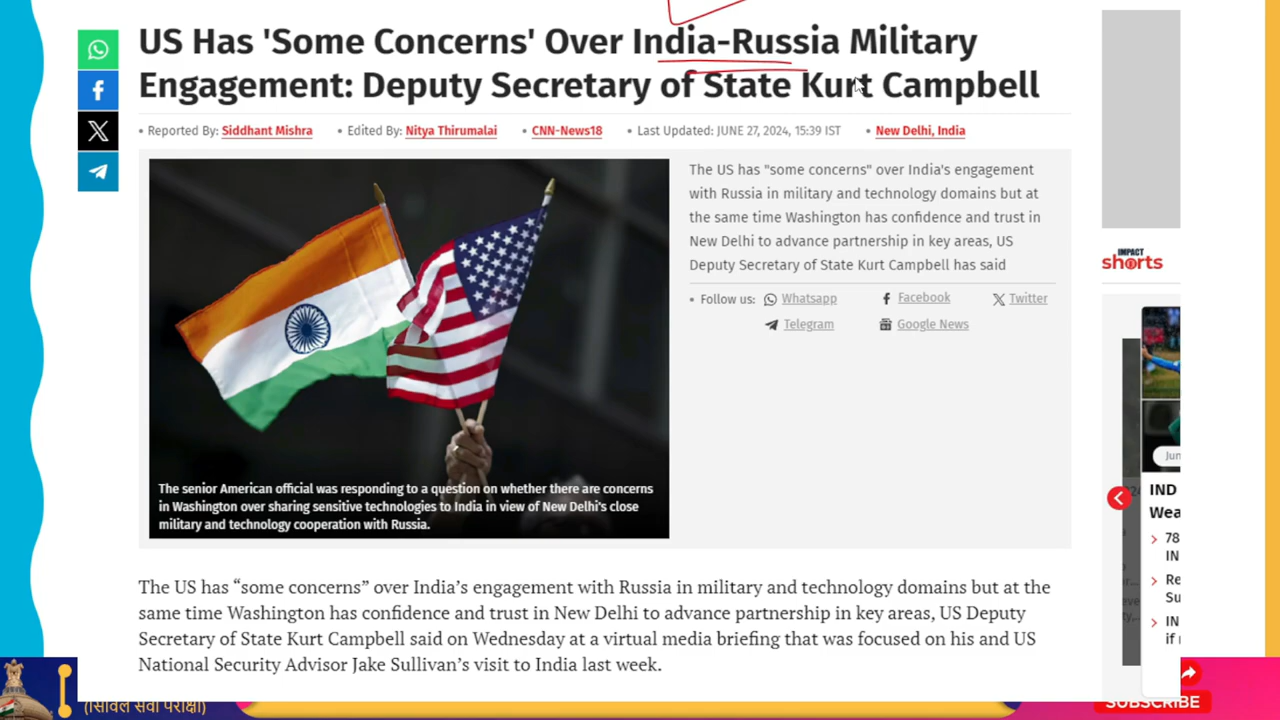 US Has 'Some Concerns' Over India-Russia Military
Engagement: Deputy Secretary of State Kurt Campbell
• Reported By: Siddhant Mishra • Edited By: Nitya Thirumalai • CNN-News18 • Last Updated: JUNE 27, 2024, 15:39 IST • New Delhi, India
The US has "some concerns" over India's engagement
with Russia in military and technology domains but at
the same time Washington has confidence and trust in
New Delhi to advance partnership in key areas, US
Deputy Secretary of State Kurt Campbell has said
• Follow us: Whatsapp Facebook Twitter
Telegram Google News
The senior American official was responding to a question on whether there are concerns
in Washington over sharing sensitive technologies to India in view of New Delhi's close
military and technology cooperation with Russia.
The US has “some concerns” over India’s engagement with Russia in military and technology domains but at the
same time Washington has confidence and trust in New Delhi to advance partnership in key areas, US Deputy
Secretary of State Kurt Campbell said on Wednesday at a virtual media briefing that was focused on his and US
National Security Advisor Jake Sullivan’s visit to India last week.
IMPACT
shorts
Jun
IND
Wea
78
IN
Re
Su
IN
if
(सिविल सेवा परीक्षा)
SUBSCRIBE